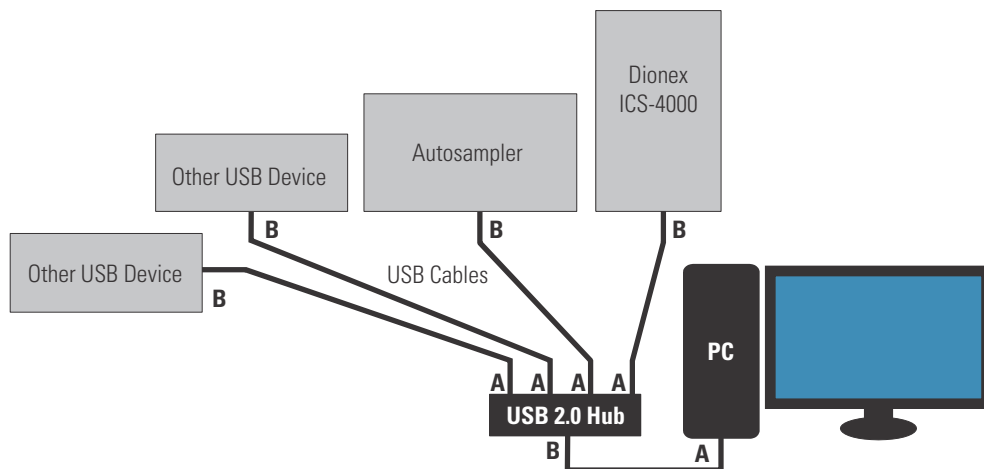 Dionex
ICS-4000
Autosampler
Other USB Device
B
B
B
Other USB Device
USB Cables
B
PC
A
A
A
A
USB 2.0 Hub
B
A